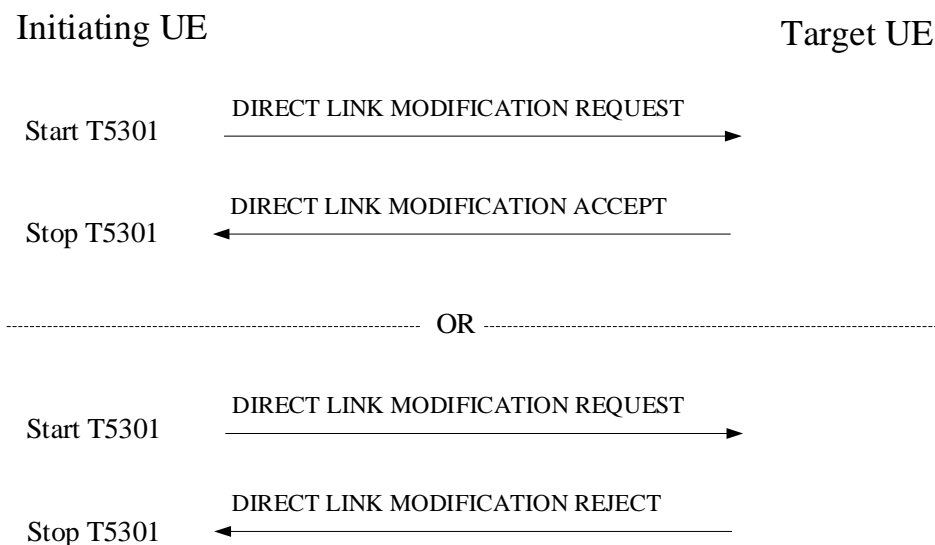 Initiating UE
Target UE
DIRECT LINK MODIFICATION REQUEST
Start T5301
DIRECT LINK MODIFICATION ACCEPT
Stop T5301
OR
DIRECT LINK MODIFICATION REQUEST
Start T5301
DIRECT LINK MODIFICATION REJECT
Stop T5301